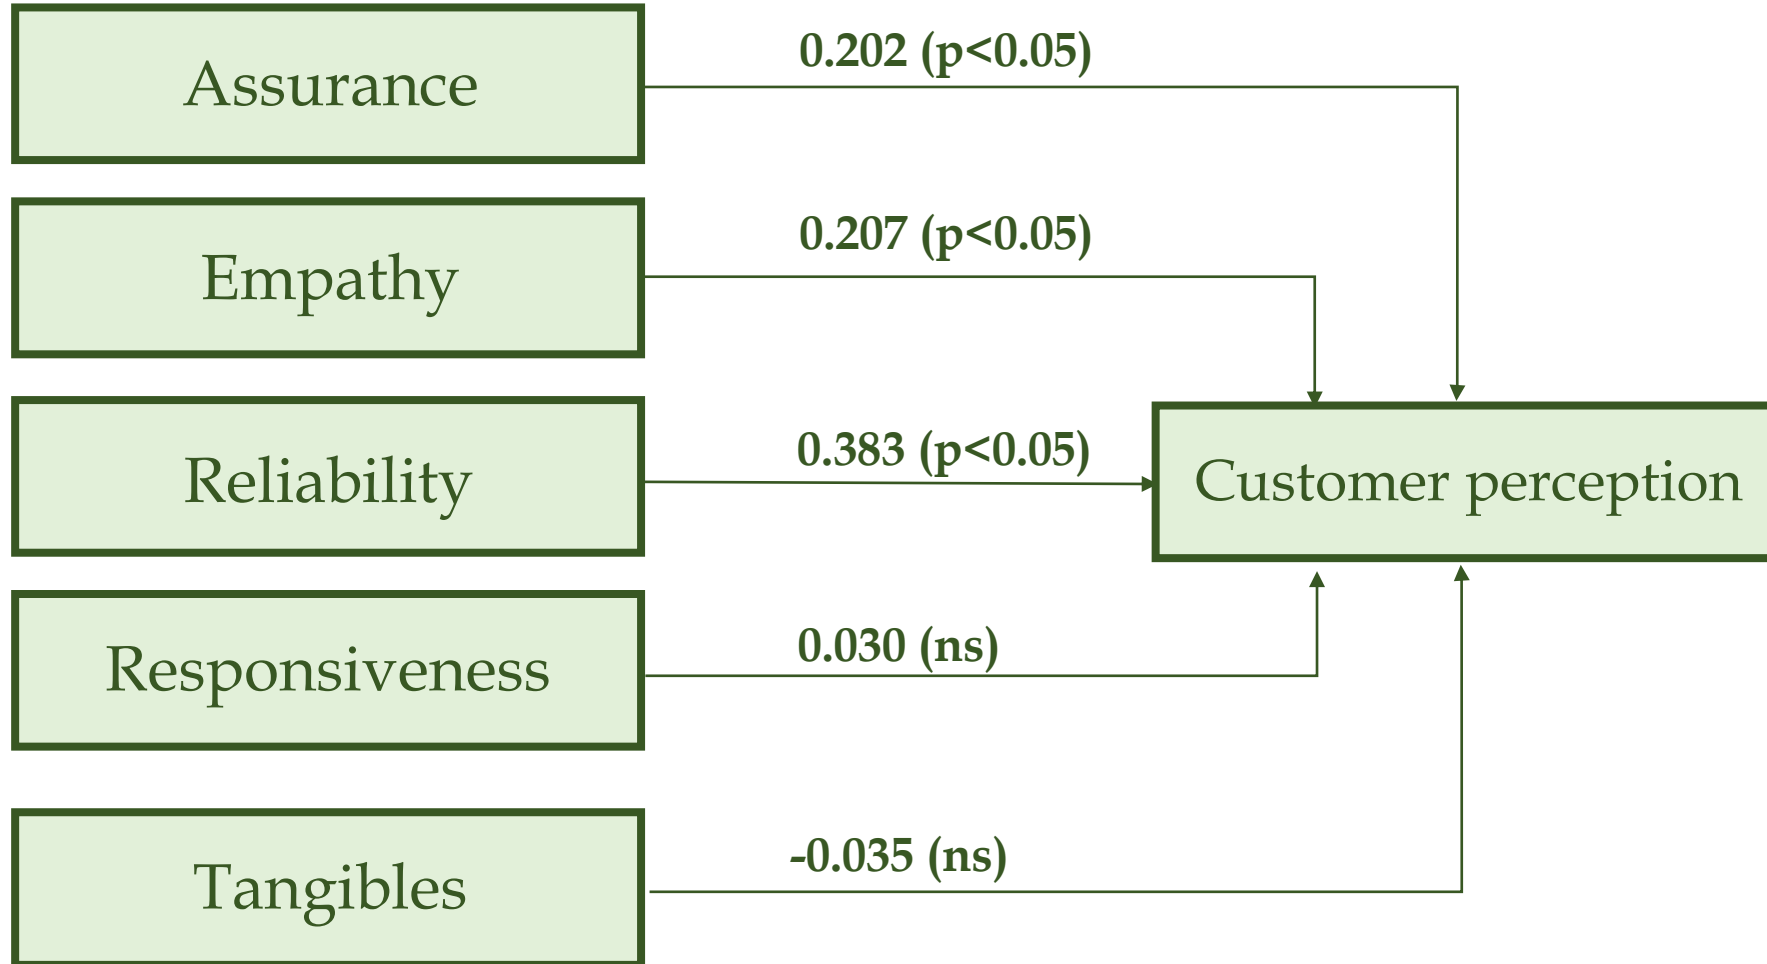 Assurance
0.202 (p<0.05)
Empathy
0.207 (p<0.05)
Reliability
0.383 (p<0.05)
Customer perception
Responsiveness
0.030 (ns)
Tangibles
-0.035 (ns)